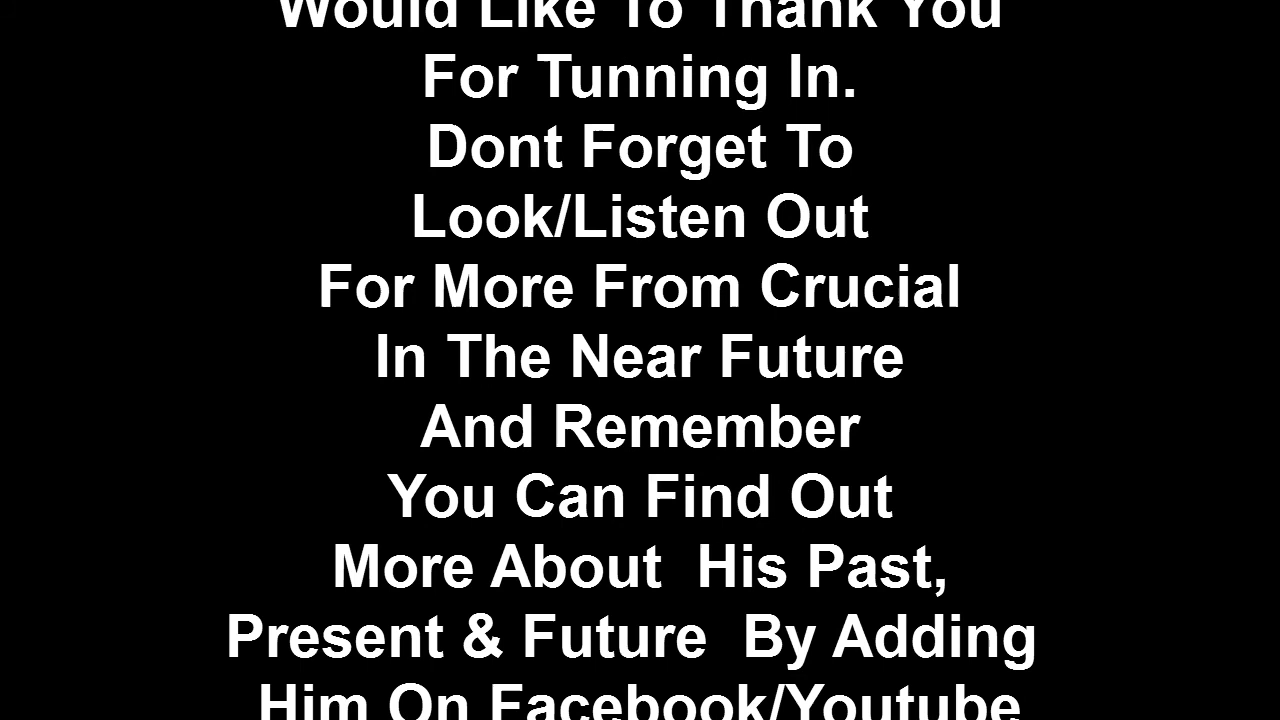 Would Like To Thank You
For Tunning In.
Dont Forget To
Look/Listen Out
For More From Crucial
In The Near Future
And Remember
You Can Find Out
More About  His Past,
Present & Future  By Adding
Him On Facebook/Youtube